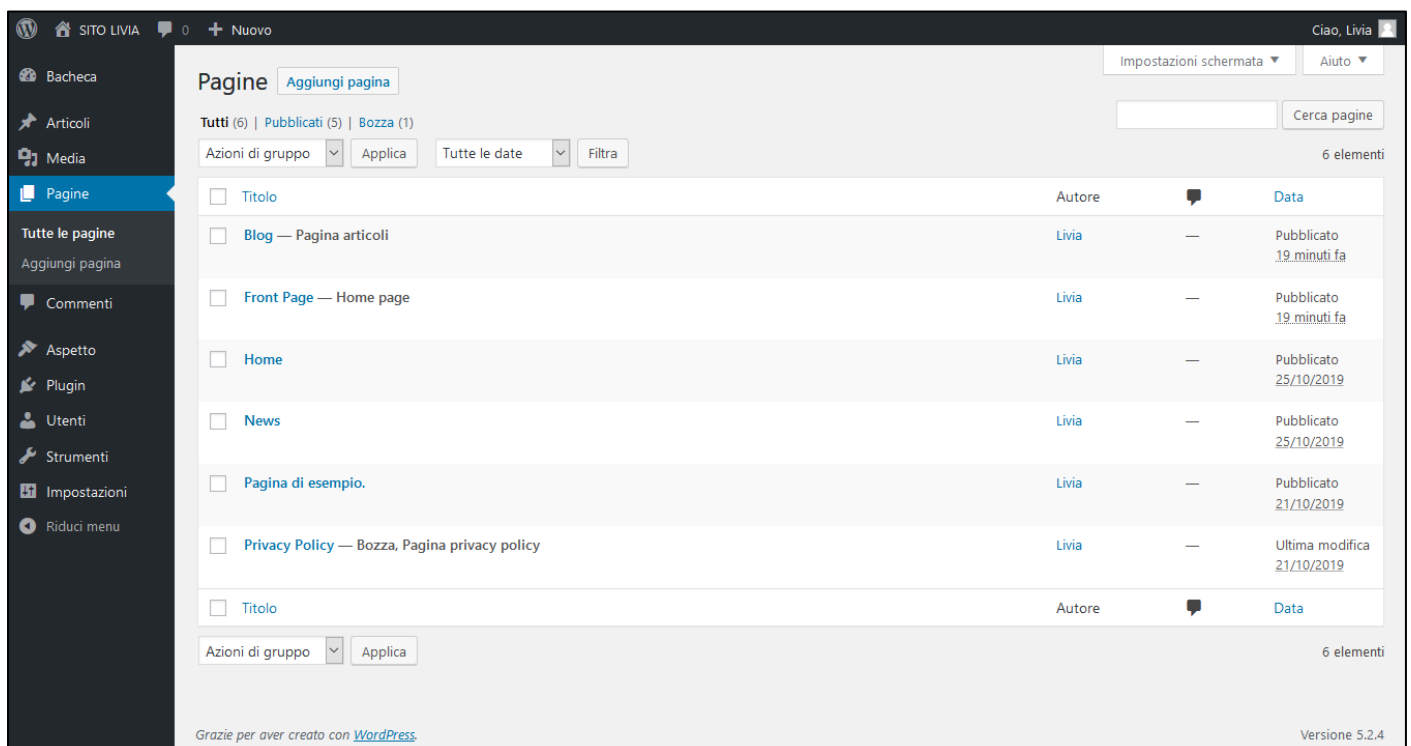 SITO LIVIA 0 Nuovo Ciao, Livia
Impostazioni schermata Aiuto
Bacheca
Articoli
Media
Pagine
Tutte le pagine
Aggiungi pagina
Commenti
Aspetto
Plugin
Utenti
Strumenti
Impostazioni
Riduci menu
Pagine Aggiungi pagina
Tutti (6) | Pubblicati (5) | Bozza (1)
Cerca pagine
Azioni di gruppo Applica Tutte le date Filtra 6 elementi
Titolo Autore Data
Blog — Pagina articoli Livia — Pubblicato
19 minuti fa
Front Page — Home page Livia — Pubblicato
19 minuti fa
Home Livia — Pubblicato
25/10/2019
News Livia — Pubblicato
25/10/2019
Pagina di esempio. Livia — Pubblicato
21/10/2019
Privacy Policy — Bozza, Pagina privacy policy Livia — Ultima modifica
21/10/2019
Titolo Autore Data
Azioni di gruppo Applica 6 elementi
Grazie per aver creato con WordPress. Versione 5.2.4